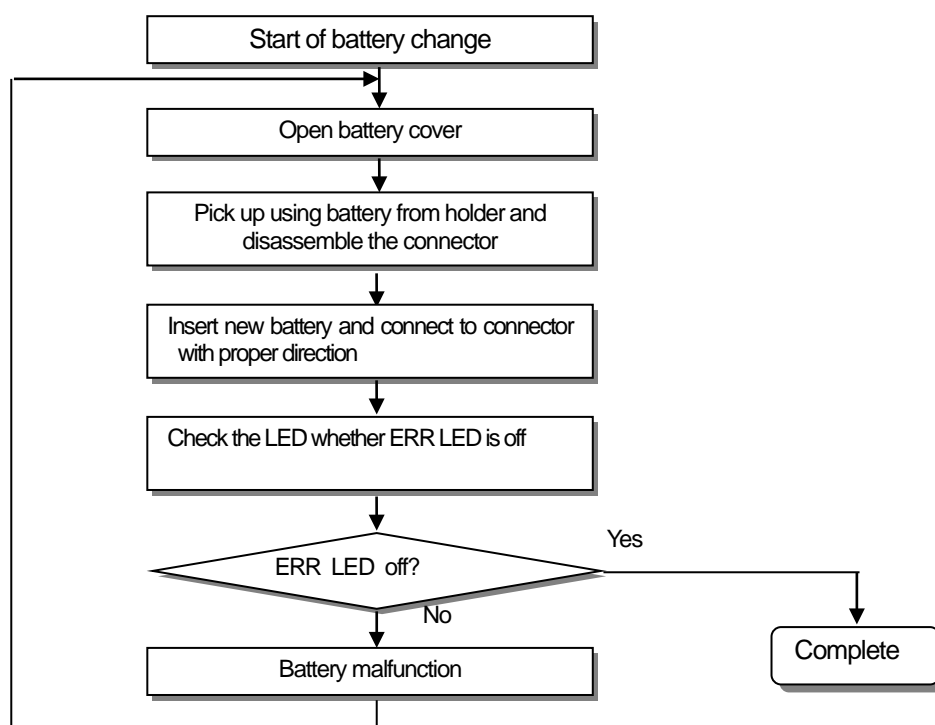 Start of battery change
Open battery cover
Pick up using battery from holder and
disassemble the connector
Insert new battery and connect to connector
with proper direction
Check the LED whether ERR LED is off
ERR LED off?
Yes
No
Battery malfunction
Complete